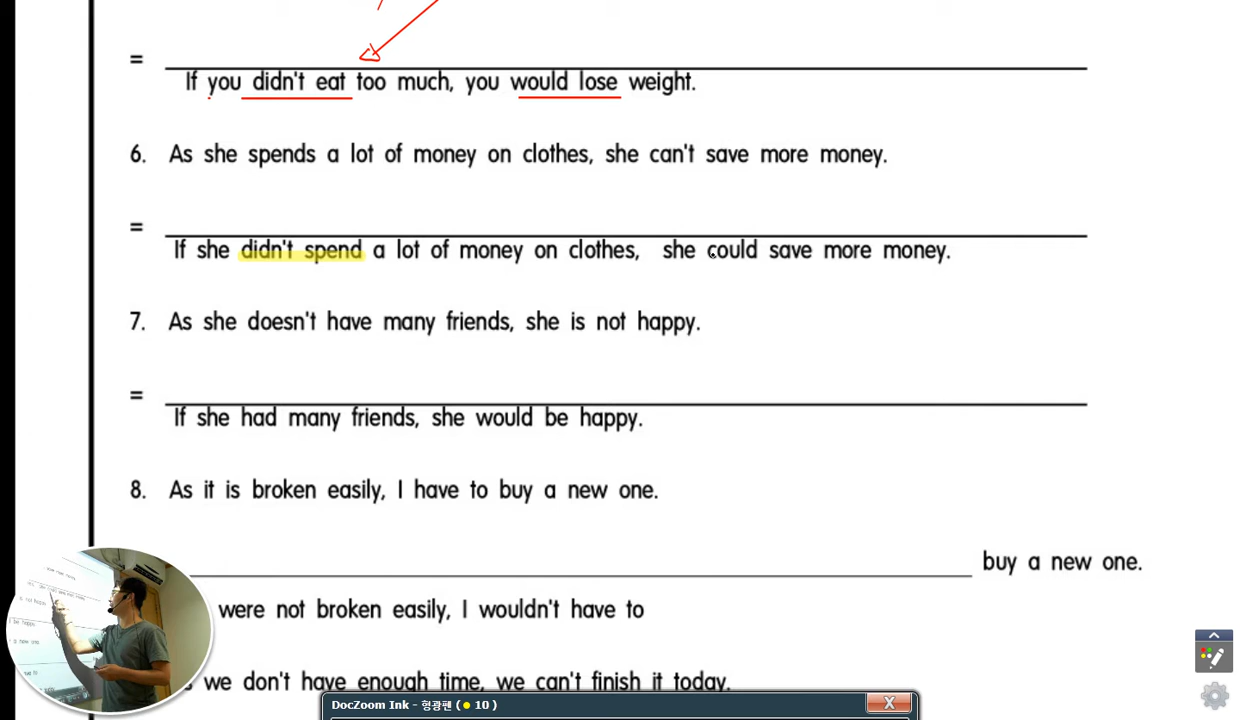 =
If you didn't eat too much, you would lose weight.
6. As she spends a lot of money on clothes, she can't save more money.
=
If she didn't spend a lot of money on clothes, she could save more money.
7. As she doesn't have many friends, she is not happy.
=
If she had many friends, she would be happy.
8. As it is broken easily, I have to buy a new one.
buy a new one.
were not broken easily, I wouldn't have to
we don't have enough time, we can't finish it today.
DocZoom Ink - 형광펜 ( 10 )